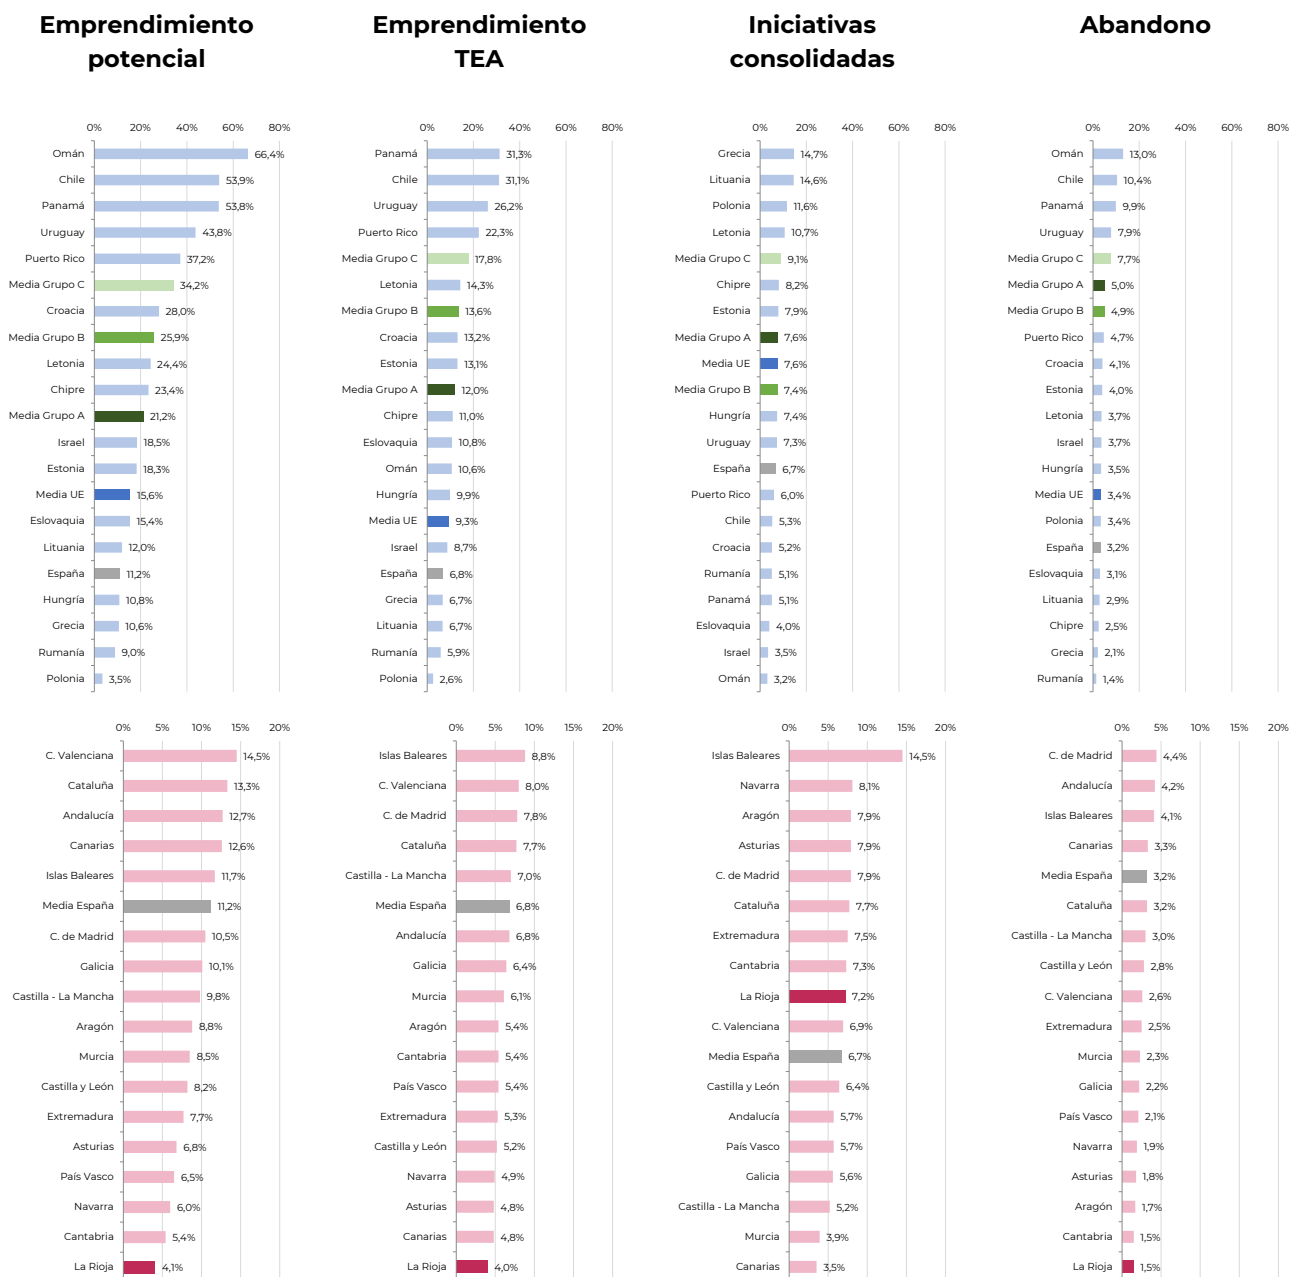 Emprendimiento
potencial
Emprendimiento
TEA
Iniciativas
consolidadas
Abandono
0% 20% 40% 60% 80%
Omán 66,4%
Chile 53,9%
Panamá 53,8%
Uruguay 43,8%
Puerto Rico 37,2%
Media Grupo C 34,2%
Croacia 28,0%
Media Grupo B 25,9%
Letonia 24,4%
Chipre 23,4%
Media Grupo A 21,2%
Israel 18,5%
Estonia 18,3%
Media UE 15,6%
Eslovaquia 15,4%
Lituania 12,0%
España 11,2%
Hungría 10,8%
Grecia 10,6%
Rumanía 9,0%
Polonia 3,5%
0% 20% 40% 60% 80%
Panamá 31,3%
Chile 31,1%
Uruguay 26,2%
Puerto Rico 22,3%
Media Grupo C 17,8%
Letonia 14,3%
Media Grupo B 13,6%
Croacia 13,2%
Estonia 13,1%
Media Grupo A 12,0%
Chipre 11,0%
Eslovaquia 10,8%
Omán 10,6%
Hungría 9,9%
Media UE 9,3%
Israel 8,7%
España 6,8%
Grecia 6,7%
Lituania 6,7%
Rumanía 5,9%
Polonia 2,6%
0% 20% 40% 60% 80%
Grecia 14,7%
Lituania 14,6%
Polonia 11,6%
Letonia 10,7%
Media Grupo C 9,1%
Chipre 8,2%
Estonia 7,9%
Media Grupo A 7,6%
Media UE 7,6%
Media Grupo B 7,4%
Hungría 7,4%
Uruguay 7,3%
España 6,7%
Puerto Rico 6,0%
Chile 5,3%
Croacia 5,2%
Rumanía 5,1%
Panamá 5,1%
Eslovaquia 4,0%
Israel 3,5%
Omán 3,2%
0% 20% 40% 60% 80%
Omán 13,0%
Chile 10,4%
Panamá 9,9%
Uruguay 7,9%
Media Grupo C 7,7%
Media Grupo A 5,0%
Media Grupo B 4,9%
Puerto Rico 4,7%
Croacia 4,1%
Estonia 4,0%
Letonia 3,7%
Israel 3,7%
Hungría 3,5%
Media UE 3,4%
Polonia 3,4%
España 3,2%
Eslovaquia 3,1%
Lituania 2,9%
Chipre 2,5%
Grecia 2,1%
Rumanía 1,4%
0% 5% 10% 15% 20%
C. Valenciana 14,5%
Cataluña 13,3%
Andalucía 12,7%
Canarias 12,6%
Islas Baleares 11,7%
Media España 11,2%
C. de Madrid 10,5%
Galicia 10,1%
Castilla - La Mancha 9,8%
Aragón 8,8%
Murcia 8,5%
Castilla y León 8,2%
Extremadura 7,7%
Asturias 6,8%
País Vasco 6,5%
Navarra 6,0%
Cantabria 5,4%
La Rioja 4,1%
0% 5% 10% 15% 20%
Islas Baleares 8,8%
C. Valenciana 8,0%
C. de Madrid 7,8%
Cataluña 7,7%
Castilla - La Mancha 7,0%
Media España 6,8%
Andalucía 6,8%
Galicia 6,4%
Murcia 6,1%
Aragón 5,4%
Cantabria 5,4%
País Vasco 5,4%
Extremadura 5,3%
Castilla y León 5,2%
Navarra 4,9%
Asturias 4,8%
Canarias 4,8%
La Rioja 4,0%
0% 5% 10% 15% 20%
Islas Baleares 14,5%
Navarra 8,1%
Aragón 7,9%
Asturias 7,9%
C. de Madrid 7,9%
Cataluña 7,7%
Extremadura 7,5%
Cantabria 7,3%
La Rioja 7,2%
C. Valenciana 6,9%
Media España 6,7%
Castilla y León 6,4%
Andalucía 5,7%
País Vasco 5,7%
Galicia 5,6%
Castilla - La Mancha 5,2%
Murcia 3,9%
Canarias 3,5%
0% 5% 10% 15% 20%
C. de Madrid 4,4%
Andalucía 4,2%
Islas Baleares 4,1%
Canarias 3,3%
Media España 3,2%
Cataluña 3,2%
Castilla - La Mancha 3,0%
Castilla y León 2,8%
C. Valenciana 2,6%
Extremadura 2,5%
Murcia 2,3%
Galicia 2,2%
País Vasco 2,1%
Navarra 1,9%
Asturias 1,8%
Aragón 1,7%
Cantabria 1,5%
La Rioja 1,5%